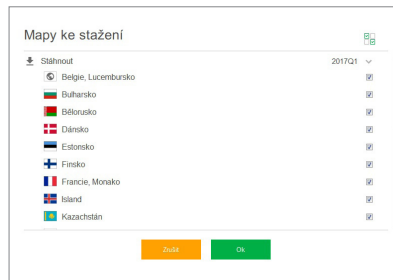 Mapy ke stažení
Stáhnout 2017Q1
Belgie, Lucembursko
Bulharsko
Bělorusko
Dánsko
Estonsko
Finsko
Francie, Monako
Island
Kazachstán
Zrušit Ok